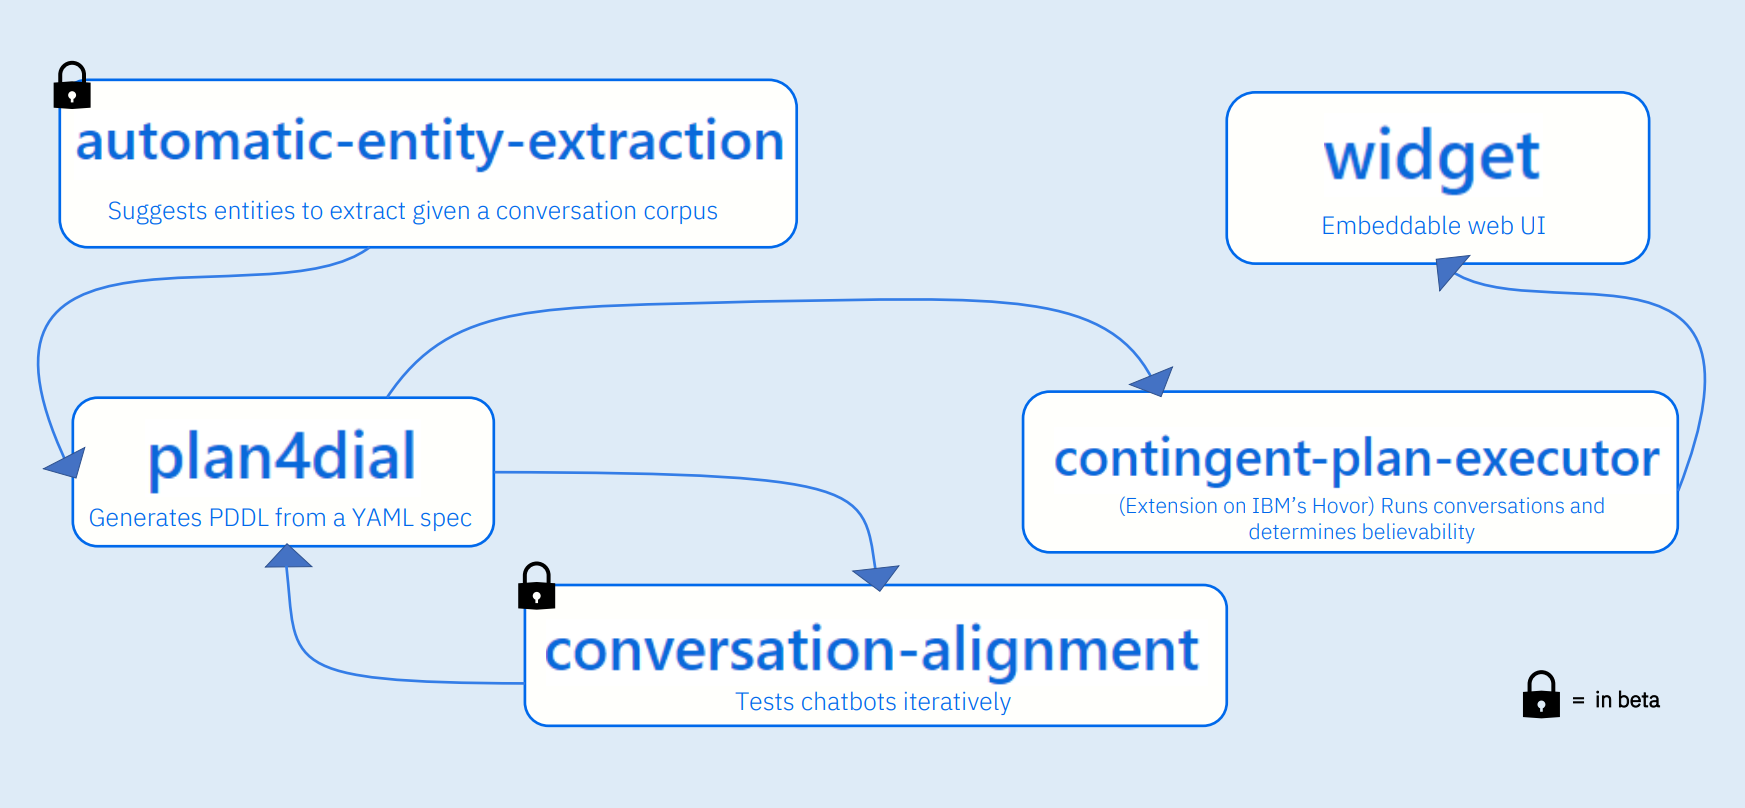 automatic-entity-extraction
Suggests entities to extract given a conversation corpus
widget
Embeddable web UI
plan4dial
Generates PDDL from a YAML spec
contingent-plan-executor
(Extension on IBM’s Hovor) Runs conversations and
determines believability
conversation-alignment
Tests chatbots iteratively
= in beta